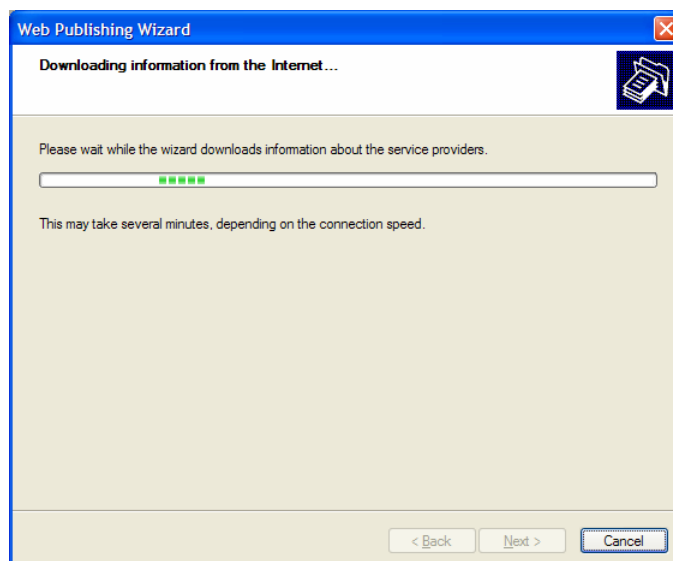 Web Publishing Wizard
Downloading information from the Internet...
Please wait while the wizard downloads information about the service providers.
This may take several minutes, depending on the connection speed.
< Back Next > Cancel